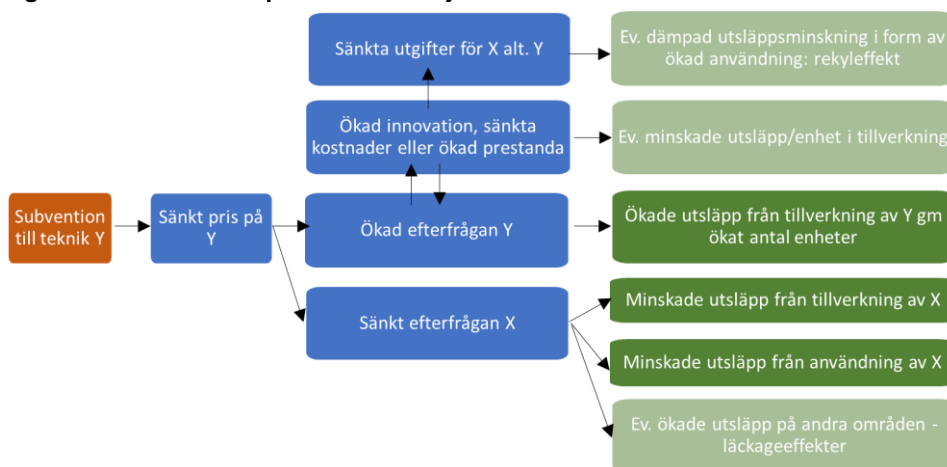 Sänkta utgifter för X alt. Y
Ev. dämpad utsläppsminskning i form av
ökad användning: rekyleffekt
Ökad innovation, sänkta
kostnader eller ökad prestanda
Ev. minskade utsläpp/enhet i tillverkning
Subvention
till teknik Y
Sänkt pris på
Y
Ökad efterfrågan Y
Ökade utsläpp från tillverkning av Y gm
ökat antal enheter
Sänkt efterfrågan X
Minskade utsläpp från tillverkning av X
Minskade utsläpp från användning av X
Ev. ökade utsläpp på andra områden -
läckageeffekter